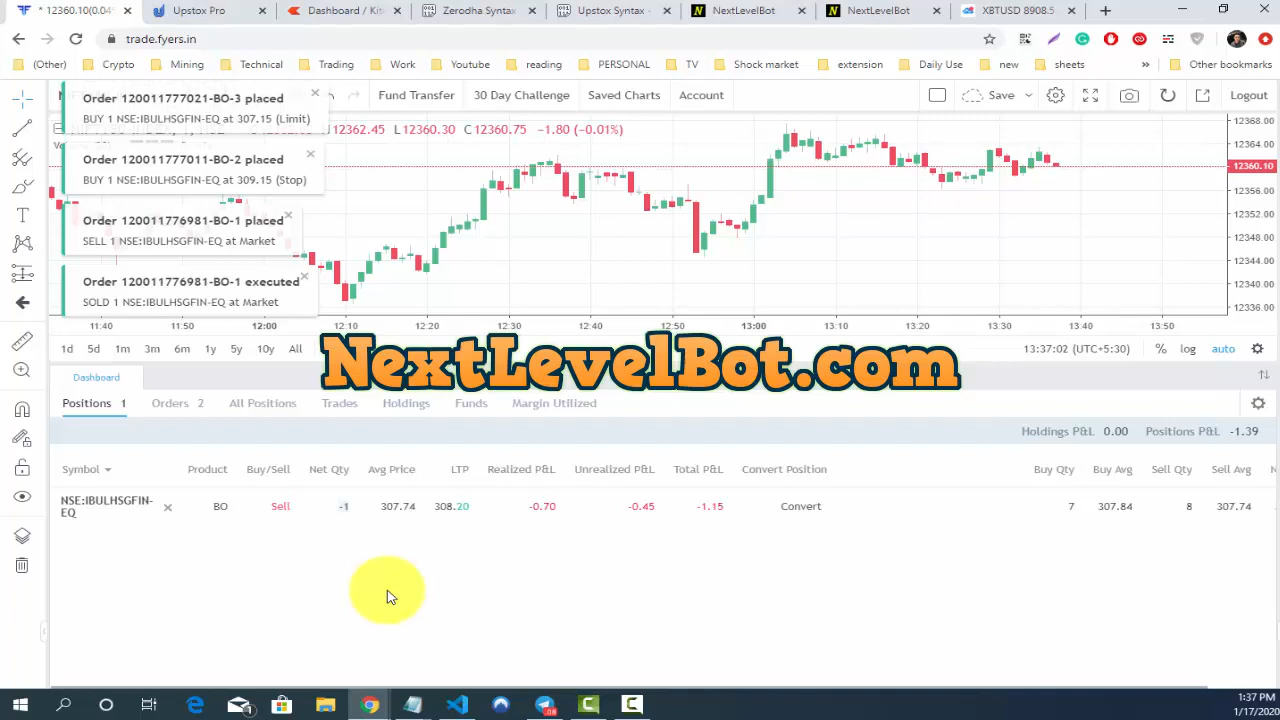 * 12360.10(0.04
Upstox Pro
Dashboard / Kit
Zerodha Syntax
Upstox Syntax -
NextLevelBot
NextLevelBot
XBTUSD 8908.5
trade.fyers.in
(Other)
Crypto
Mining
Technical
Trading
Work
Youtube
reading
PERSONAL
TV
Shock market
extension
Daily Use
new
sheets
Other bookmarks
Fund Transfer
30 Day Challenge
Saved Charts
Account
Save
Logout
Order 120011777021-BO-3 placed
BUY 1 NSE:IBULHSGFIN-EQ at 307.15 (Limit)
12362.45 L12360.30 C12360.75 −1.80 (−0.01%)
Order 120011777011-BO-2 placed
BUY 1 NSE:IBULHSGFIN-EQ at 309.15 (Stop)
Order 120011776981-BO-1 placed
SELL 1 NSE:IBULHSGFIN-EQ at Market
Order 120011776981-BO-1 executed
SOLD 1 NSE:IBULHSGFIN-EQ at Market
12368.00
12364.00
12360.10
12356.00
12352.00
12348.00
12344.00
12340.00
12336.00
11:40 11:50 12:00 12:10 12:20 12:30 12:40 12:50 13:00 13:10 13:20 13:30 13:40 13:50
1d 5d 1m 3m 6m 1y 5y 10y All
13:37:02 (UTC+5:30) % log auto
NextLevelBot.com
Dashboard
Positions 1 Orders 2 All Positions Trades Holdings Funds Margin Utilized
Holdings P&L 0.00 Positions P&L -1.39
Symbol Product Buy/Sell Net Qty Avg Price LTP Realized P&L Unrealized P&L Total P&L Convert Position Buy Qty Buy Avg Sell Qty Sell Avg
NSE:IBULHSGFIN-
EQ
BO Sell -1 307.74 308.20 -0.70 -0.45 -1.15 Convert 7 307.84 8 307.74
1:37 PM
1/17/2020